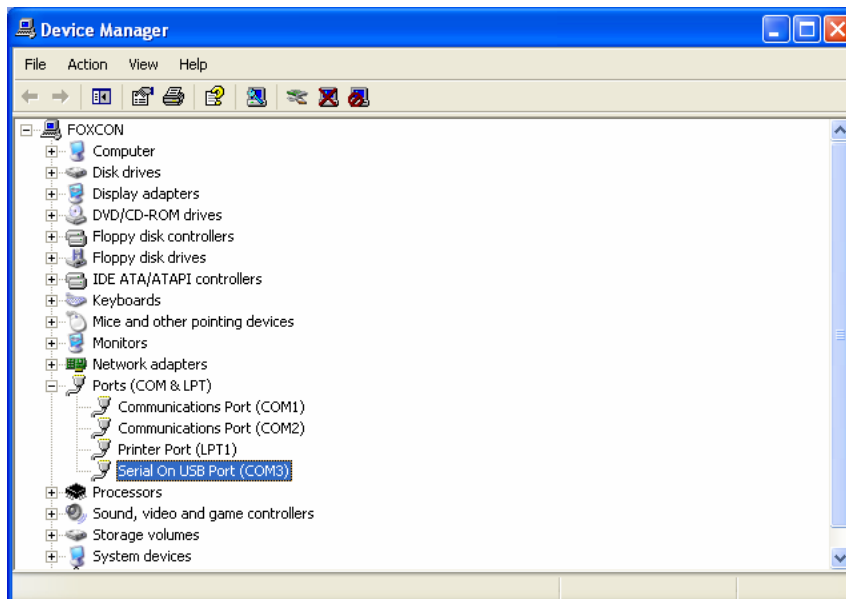 Device Manager
File Action View Help
FOXCON
Computer
Disk drives
Display adapters
DVD/CD-ROM drives
Floppy disk controllers
Floppy disk drives
IDE ATA/ATAPI controllers
Keyboards
Mice and other pointing devices
Monitors
Network adapters
Ports (COM & LPT)
Communications Port (COM1)
Communications Port (COM2)
Printer Port (LPT1)
Serial On USB Port (COM3)
Processors
Sound, video and game controllers
Storage volumes
System devices